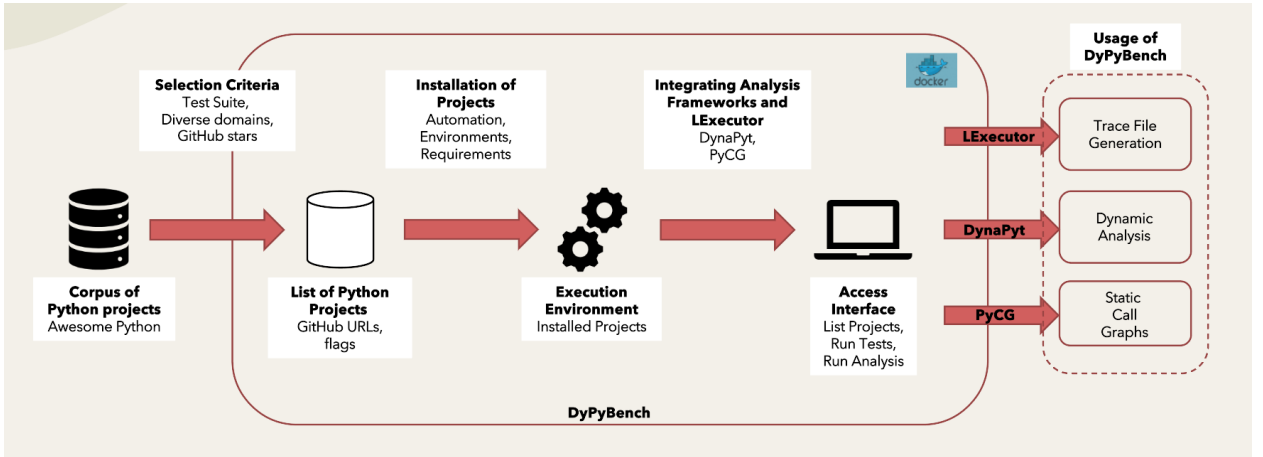 Usage of
DyPyBench
docker
Selection Criteria
Test Suite,
Diverse domains,
GitHub stars
Installation of
Projects
Automation,
Environments,
Requirements
Integrating Analysis
Frameworks and
LExecutor
DynaPyt,
PyCG
LExecutor
Trace File
Generation
DynaPyt
Dynamic
Analysis
PyCG
Static
Call
Graphs
Corpus of
Python projects
Awesome Python
List of Python
Projects
GitHub URLs,
flags
Execution
Environment
Installed Projects
Access
Interface
List Projects,
Run Tests,
Run Analysis
DyPyBench